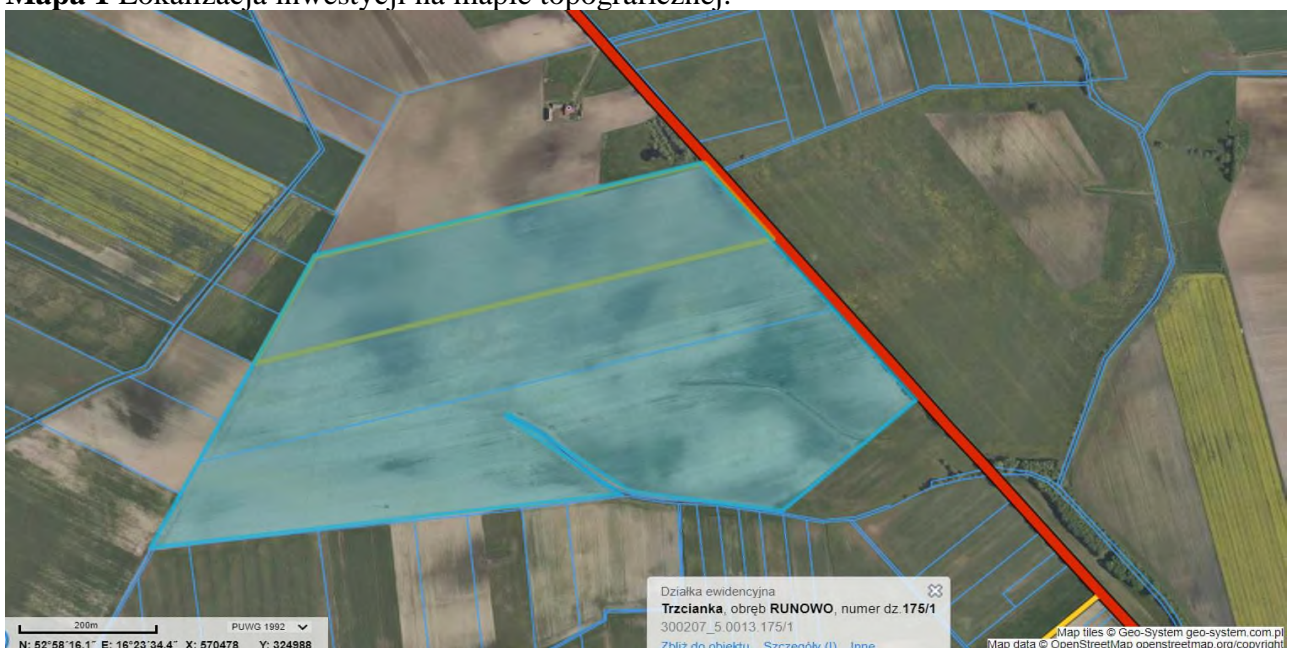 Mapa 1 Lokalizacja inwestycji na mapie topograficznej.
Działka ewidencyjna
Trzcianka, obręb RUNOWO, numer dz.175/1
300207_5.0013.175/1
Zbliż do obiektu Szczegóły (I) Inne
200m PUWG 1992
N: 52°58'16.1" E: 16°23'34.4" X: 570478 Y: 324988
Map tiles © Geo-System geo-system.com.pl
Map data © OpenStreetMap openstreetmap.org/copyright